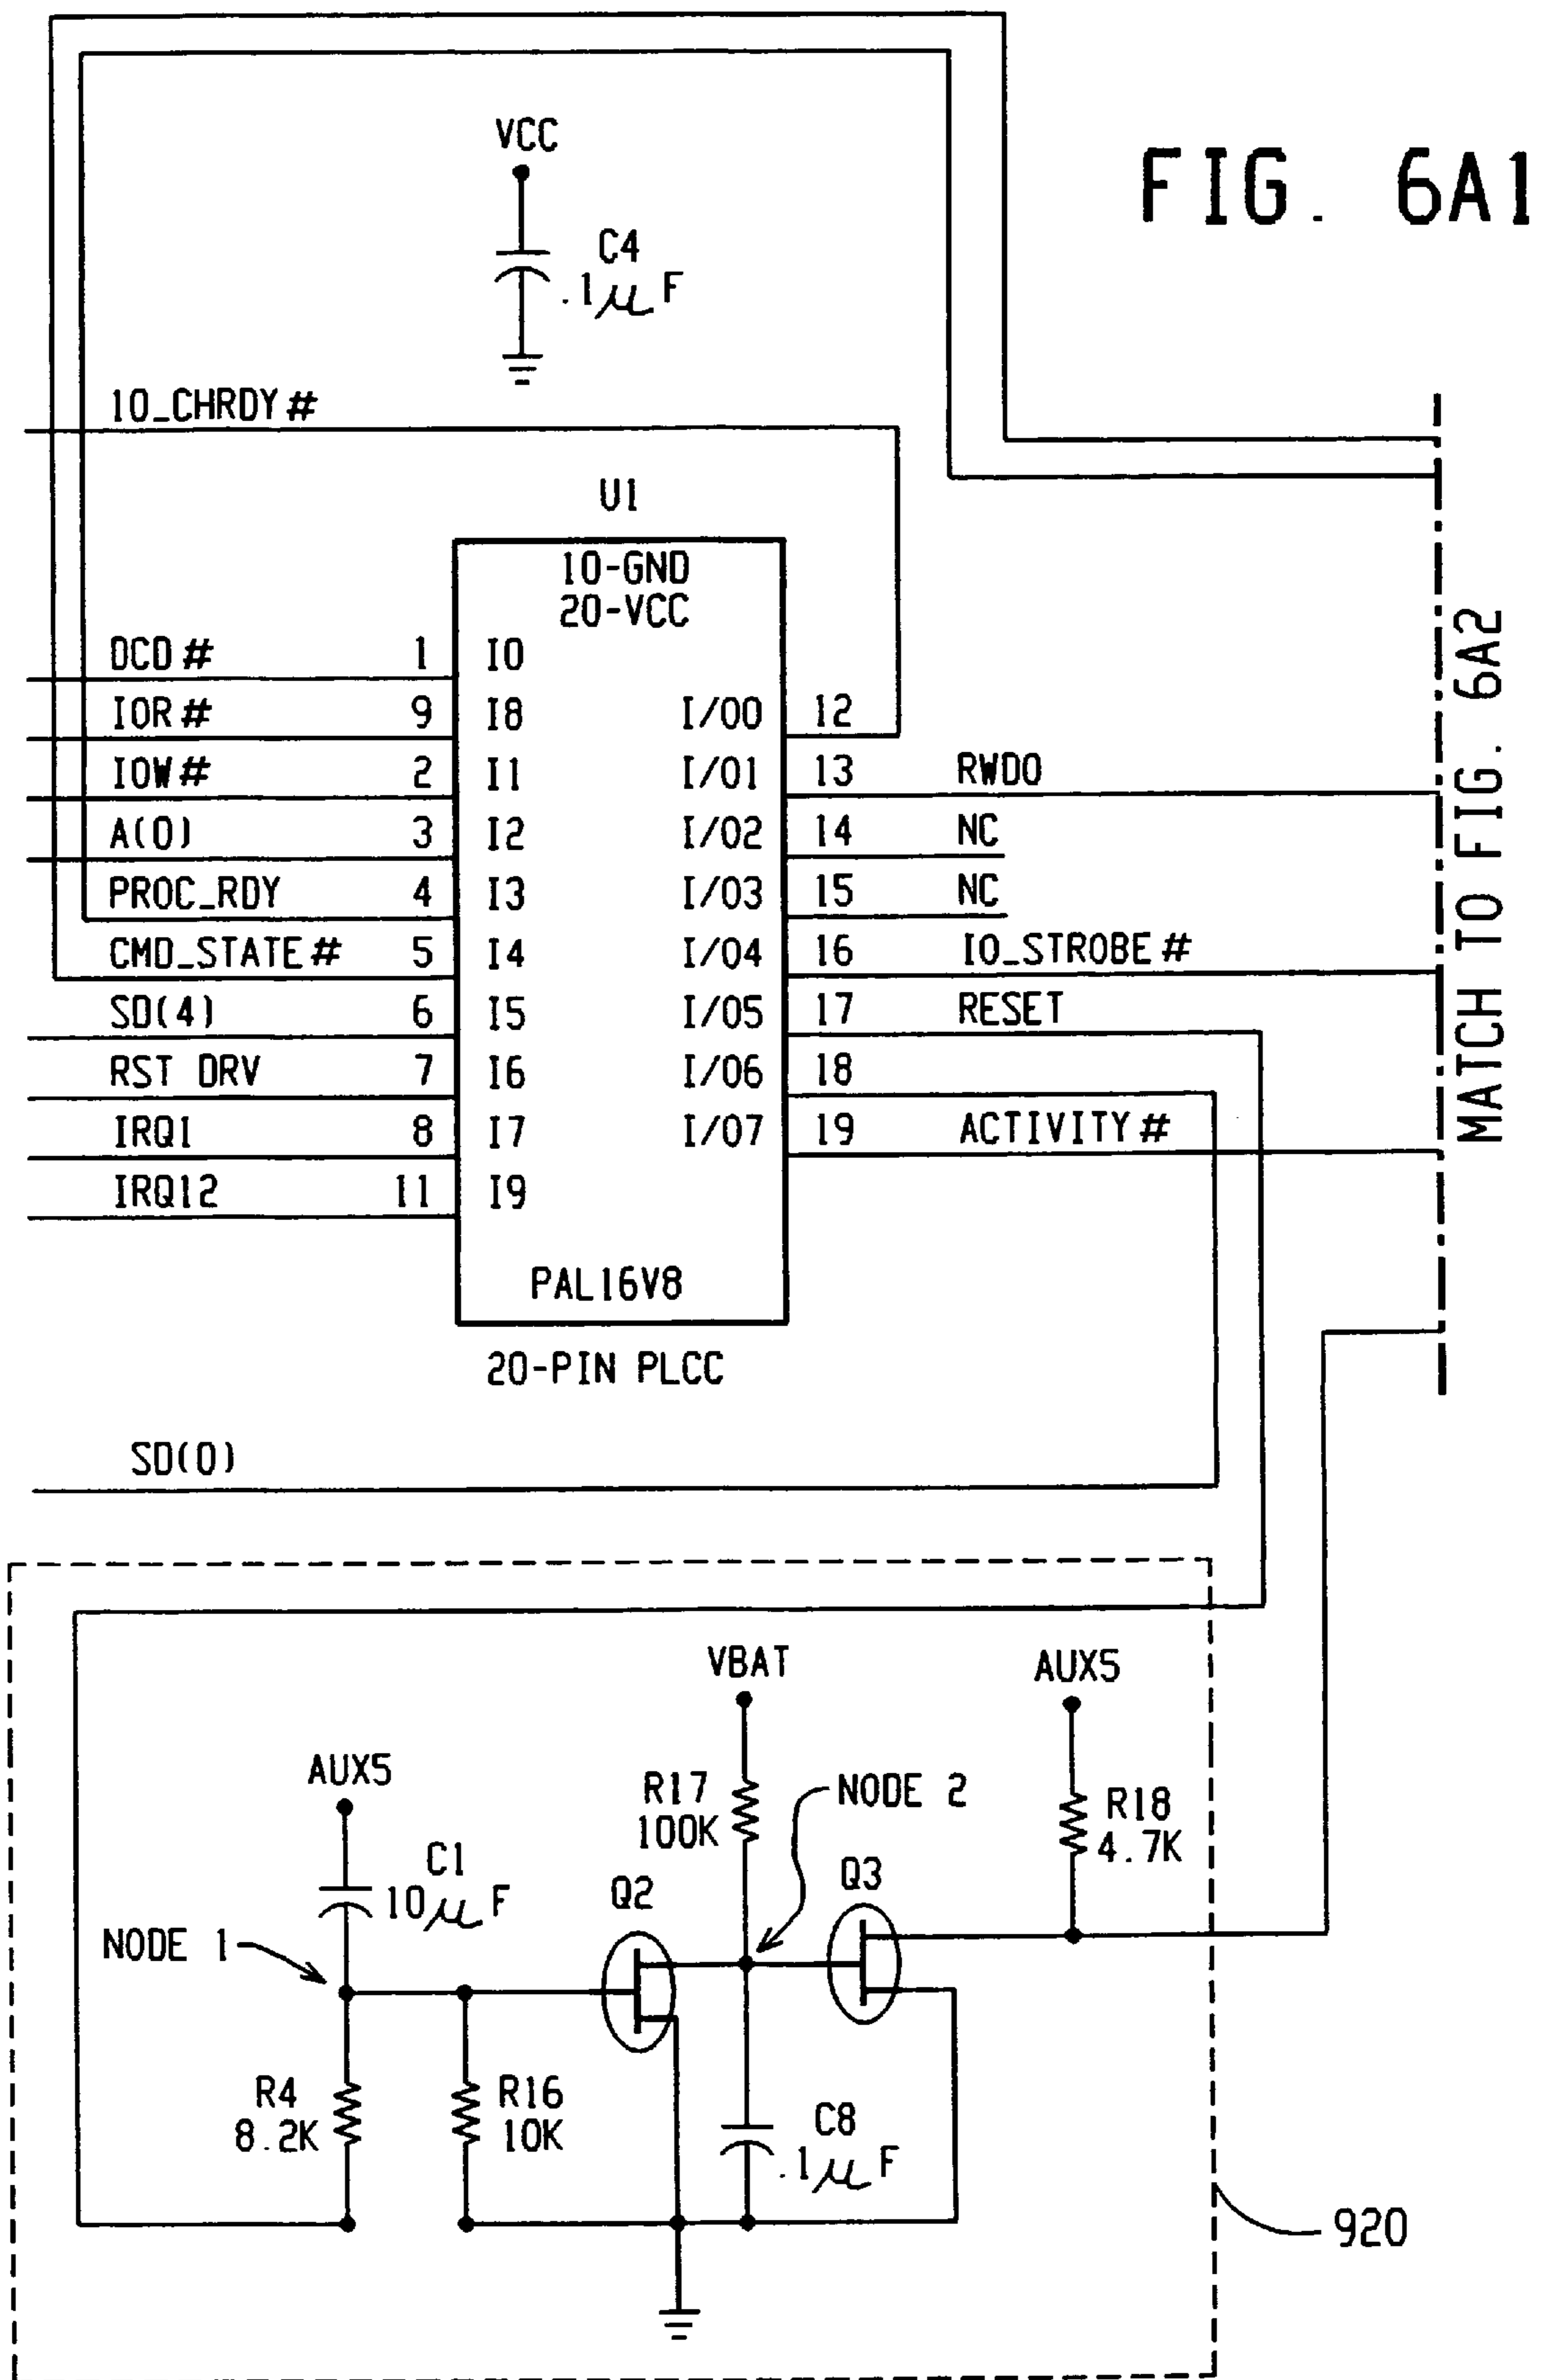 FIG. 6A1
VCC
C4
.1μF
IO_CHRDY#
U1
10-GND
20-VCC
DCD# 1 I0
IOR# 9 I8 I/O0 12
IOW# 2 I1 I/O1 13 RWD0
A(0) 3 I2 I/O2 14 NC
PROC_RDY 4 I3 I/O3 15 NC
CMD_STATE# 5 I4 I/O4 16 IO_STROBE#
SD(4) 6 I5 I/O5 17 RESET
RST DRV 7 I6 I/O6 18
IRQ1 8 I7 I/O7 19 ACTIVITY#
IRQ12 11 I9
PAL16V8
20-PIN PLCC
MATCH TO FIG. 6A2
SD(0)
VBAT
AUX5
AUX5
R17
100K
NODE 2
R18
4.7K
C1
10μF
Q2
Q3
NODE 1
R4
8.2K
R16
10K
C8
.1μF
920